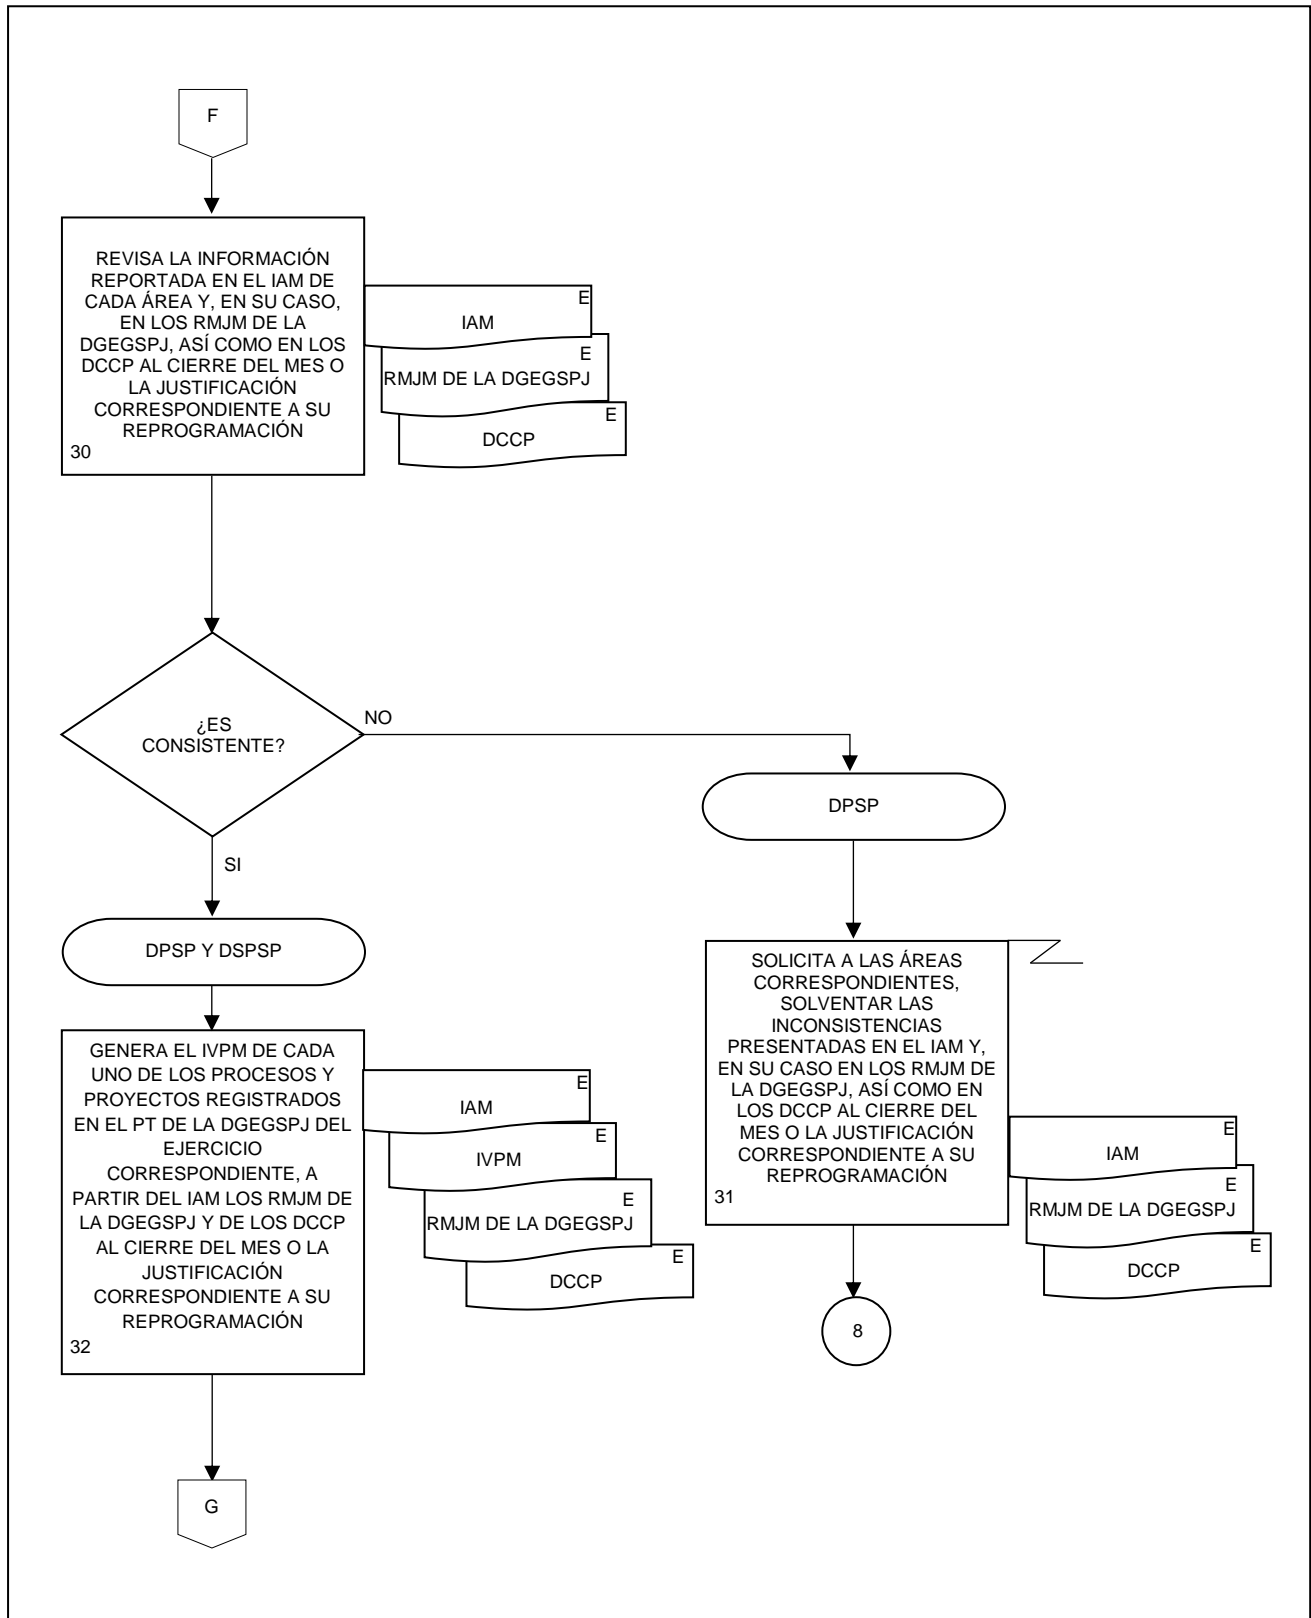 F
REVISA LA INFORMACIÓN
REPORTADA EN EL IAM DE
CADA ÁREA Y, EN SU CASO,
EN LOS RMJM DE LA
DGEGSPJ, ASÍ COMO EN LOS
DCCP AL CIERRE DEL MES O
LA JUSTIFICACIÓN
CORRESPONDIENTE A SU
REPROGRAMACIÓN
30
E
IAM
E
RMJM DE LA DGEGSPJ
E
DCCP
¿ES
CONSISTENTE?
NO
SI
DPSP
DPSP Y DSPSP
SOLICITA A LAS ÁREAS
CORRESPONDIENTES,
SOLVENTAR LAS
INCONSISTENCIAS
PRESENTADAS EN EL IAM Y,
EN SU CASO EN LOS RMJM DE
LA DGEGSPJ, ASÍ COMO EN
LOS DCCP AL CIERRE DEL
MES O LA JUSTIFICACIÓN
CORRESPONDIENTE A SU
REPROGRAMACIÓN
31
E
IAM
E
RMJM DE LA DGEGSPJ
E
DCCP
8
GENERA EL IVPM DE CADA
UNO DE LOS PROCESOS Y
PROYECTOS REGISTRADOS
EN EL PT DE LA DGEGSPJ DEL
EJERCICIO
CORRESPONDIENTE, A
PARTIR DEL IAM LOS RMJM DE
LA DGEGSPJ Y DE LOS DCCP
AL CIERRE DEL MES O LA
JUSTIFICACIÓN
CORRESPONDIENTE A SU
REPROGRAMACIÓN
32
E
IAM
E
IVPM
E
RMJM DE LA DGEGSPJ
E
DCCP
G